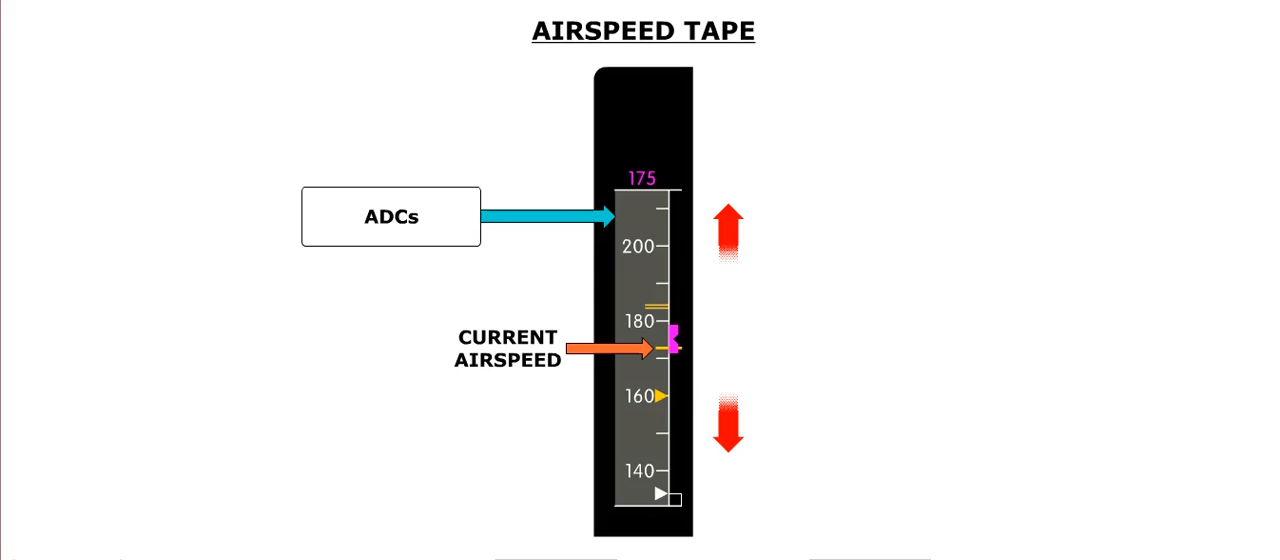 AIRSPEED TAPE
175
ADCs
200
180
CURRENT
AIRSPEED
160
140